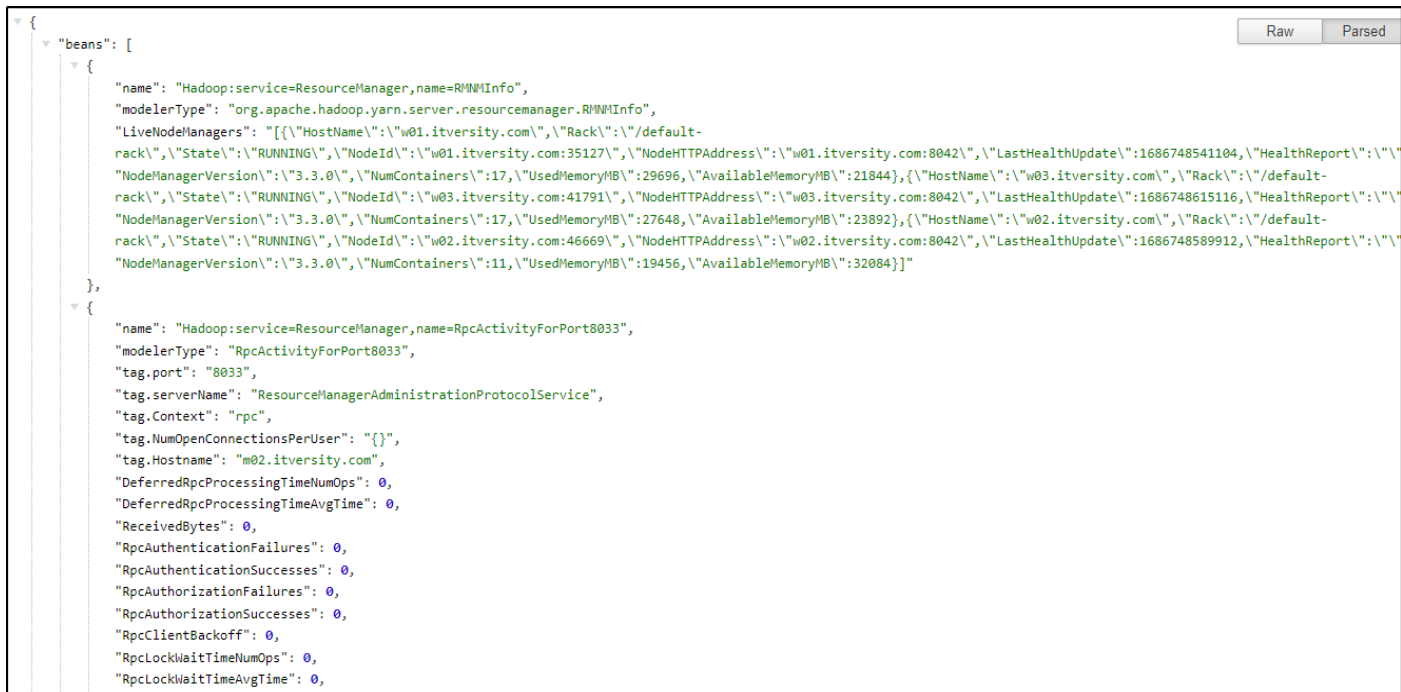 {
Raw Parsed
"beans": [
{
"name": "Hadoop:service=ResourceManager,name=RMNMInfo",
"modelerType": "org.apache.hadoop.yarn.server.resourcemanager.RMNMInfo",
"LiveNodeManagers": "[{\"HostName\":\"w01.itversity.com\",\"Rack\":\"/default-
rack\",\"State\":\"RUNNING\",\"NodeId\":\"w01.itversity.com:35127\",\"NodeHTTPAddress\":\"w01.itversity.com:8042\",\"LastHealthUpdate\":1686748541104,\"HealthReport\":\"\"
"NodeManagerVersion\":\"3.3.0\",\"NumContainers\":17,\"UsedMemoryMB\":29696,\"AvailableMemoryMB\":21844},{\"HostName\":\"w03.itversity.com\",\"Rack\":\"/default-
rack\",\"State\":\"RUNNING\",\"NodeId\":\"w03.itversity.com:41791\",\"NodeHTTPAddress\":\"w03.itversity.com:8042\",\"LastHealthUpdate\":1686748615116,\"HealthReport\":\"\"
"NodeManagerVersion\":\"3.3.0\",\"NumContainers\":17,\"UsedMemoryMB\":27648,\"AvailableMemoryMB\":23892},{\"HostName\":\"w02.itversity.com\",\"Rack\":\"/default-
rack\",\"State\":\"RUNNING\",\"NodeId\":\"w02.itversity.com:46669\",\"NodeHTTPAddress\":\"w02.itversity.com:8042\",\"LastHealthUpdate\":1686748589912,\"HealthReport\":\"\"
"NodeManagerVersion\":\"3.3.0\",\"NumContainers\":11,\"UsedMemoryMB\":19456,\"AvailableMemoryMB\":32084}]"
},
{
"name": "Hadoop:service=ResourceManager,name=RpcActivityForPort8033",
"modelerType": "RpcActivityForPort8033",
"tag.port": "8033",
"tag.serverName": "ResourceManagerAdministrationProtocolService",
"tag.Context": "rpc",
"tag.NumOpenConnectionsPerUser": "{}",
"tag.Hostname": "m02.itversity.com",
"DeferredRpcProcessingTimeNumOps": 0,
"DeferredRpcProcessingTimeAvgTime": 0,
"ReceivedBytes": 0,
"RpcAuthenticationFailures": 0,
"RpcAuthenticationSuccesses": 0,
"RpcAuthorizationFailures": 0,
"RpcAuthorizationSuccesses": 0,
"RpcClientBackoff": 0,
"RpcLockWaitTimeNumOps": 0,
"RpcLockWaitTimeAvgTime": 0,